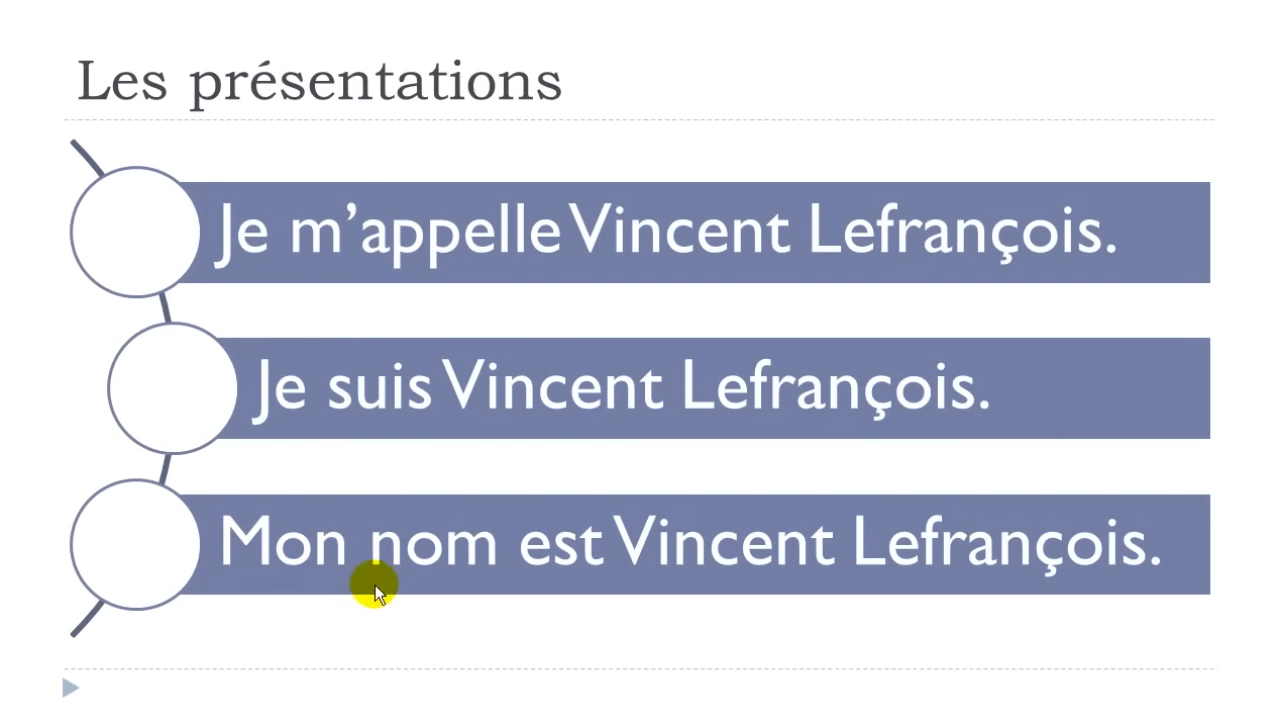 Les présentations
Je m’appelle Vincent Lefrançois.
Je suis Vincent Lefrançois.
Mon nom est Vincent Lefrançois.